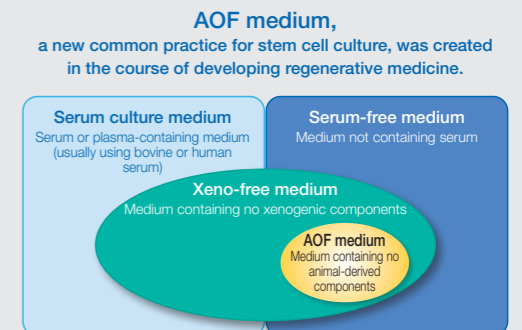 AOF medium,
a new common practice for stem cell culture, was created
in the course of developing regenerative medicine.
Serum culture medium
Serum or plasma-containing medium
(usually using bovine or human
serum)
Serum-free medium
Medium not containing serum
Xeno-free medium
Medium containing no xenogenic components
AOF medium
Medium containing no
animal-derived
components